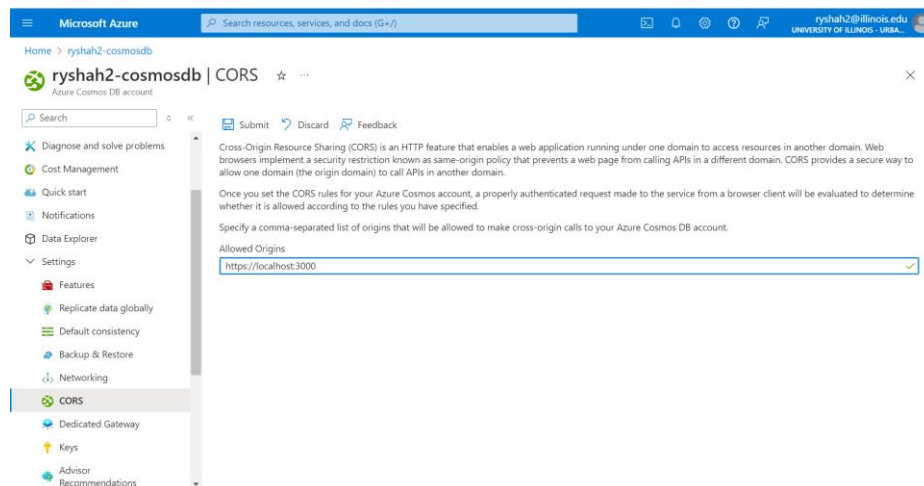 Microsoft Azure
Search resources, services, and docs (G+/)
ryshah2@illinois.edu
UNIVERSITY OF ILLINOIS - URBA...
Home > ryshah2-cosmosdb
ryshah2-cosmosdb | CORS
Azure Cosmos DB account
Search
Diagnose and solve problems
Cost Management
Quick start
Notifications
Data Explorer
Settings
Features
Replicate data globally
Default consistency
Backup & Restore
Networking
CORS
Dedicated Gateway
Keys
Advisor
Recommendations
Submit Discard Feedback
Cross-Origin Resource Sharing (CORS) is an HTTP feature that enables a web application running under one domain to access resources in another domain. Web
browsers implement a security restriction known as same-origin policy that prevents a web page from calling APIs in a different domain. CORS provides a secure way to
allow one domain (the origin domain) to call APIs in another domain.
Once you set the CORS rules for your Azure Cosmos account, a properly authenticated request made to the service from a browser client will be evaluated to determine
whether it is allowed according to the rules you have specified.
Specify a comma-separated list of origins that will be allowed to make cross-origin calls to your Azure Cosmos DB account.
Allowed Origins
https://localhost:3000